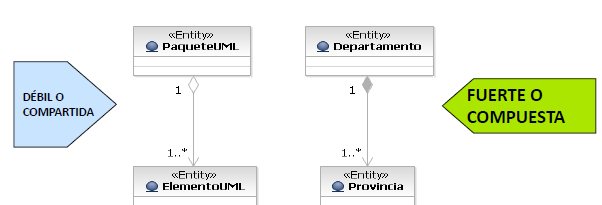 «Entity»
PaqueteUML
«Entity»
Departamento
DÉBIL O
COMPARTIDA
1
1
FUERTE O
COMPUESTA
1..*
1..*
«Entity»
ElementoUML
«Entity»
Provincia